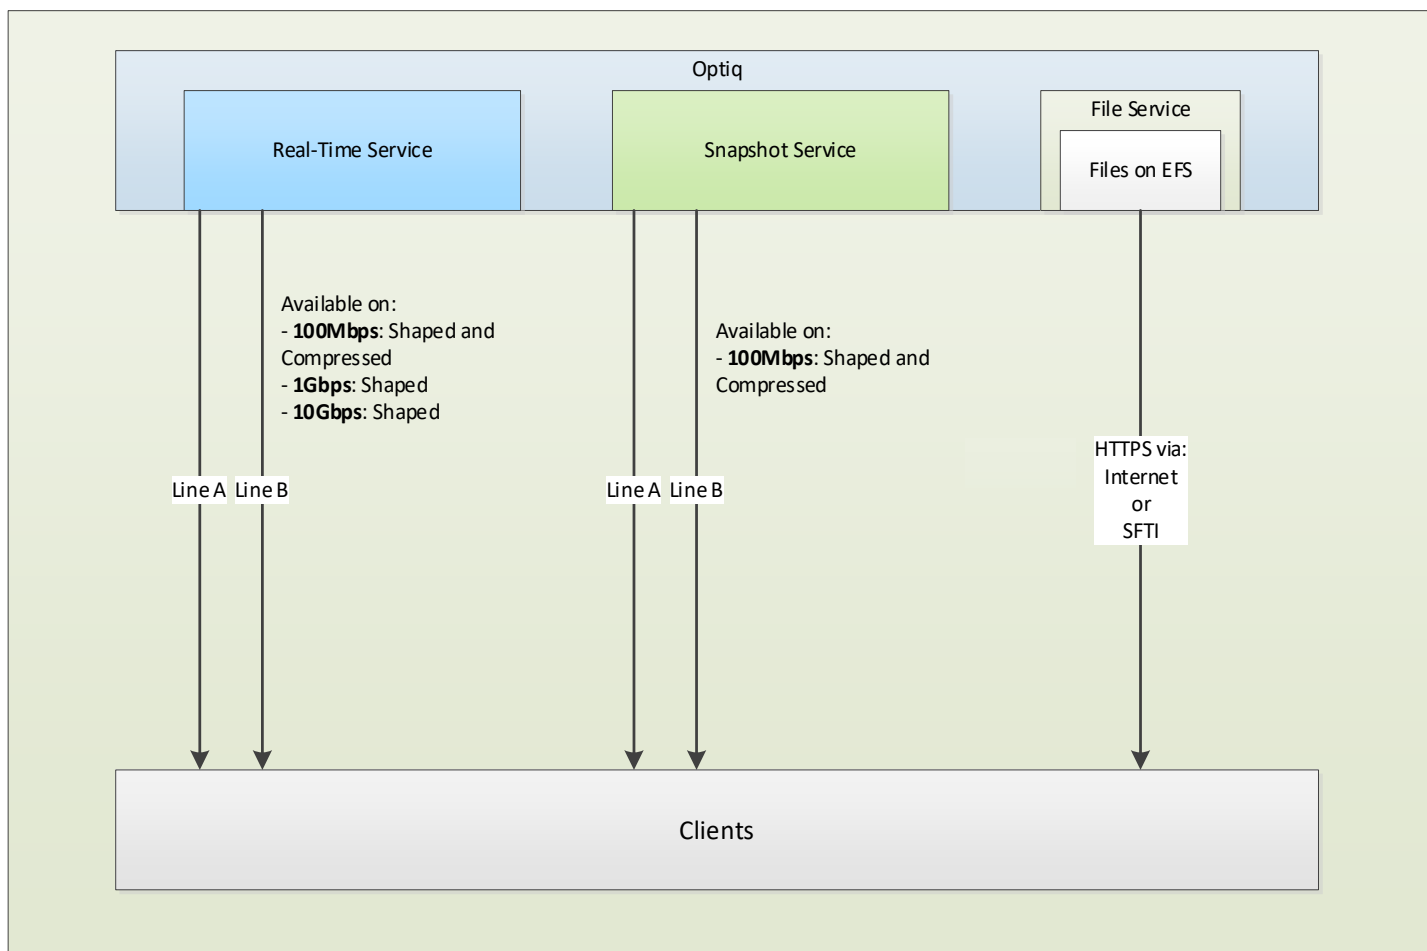 Optiq
Real-Time Service
Snapshot Service
File Service
Files on EFS
Available on:
- 100Mbps: Shaped and
Compressed
- 1Gbps: Shaped
- 10Gbps: Shaped
Available on:
- 100Mbps: Shaped and
Compressed
Line A
Line B
Line A
Line B
HTTPS via:
Internet
or
SFTI
Clients